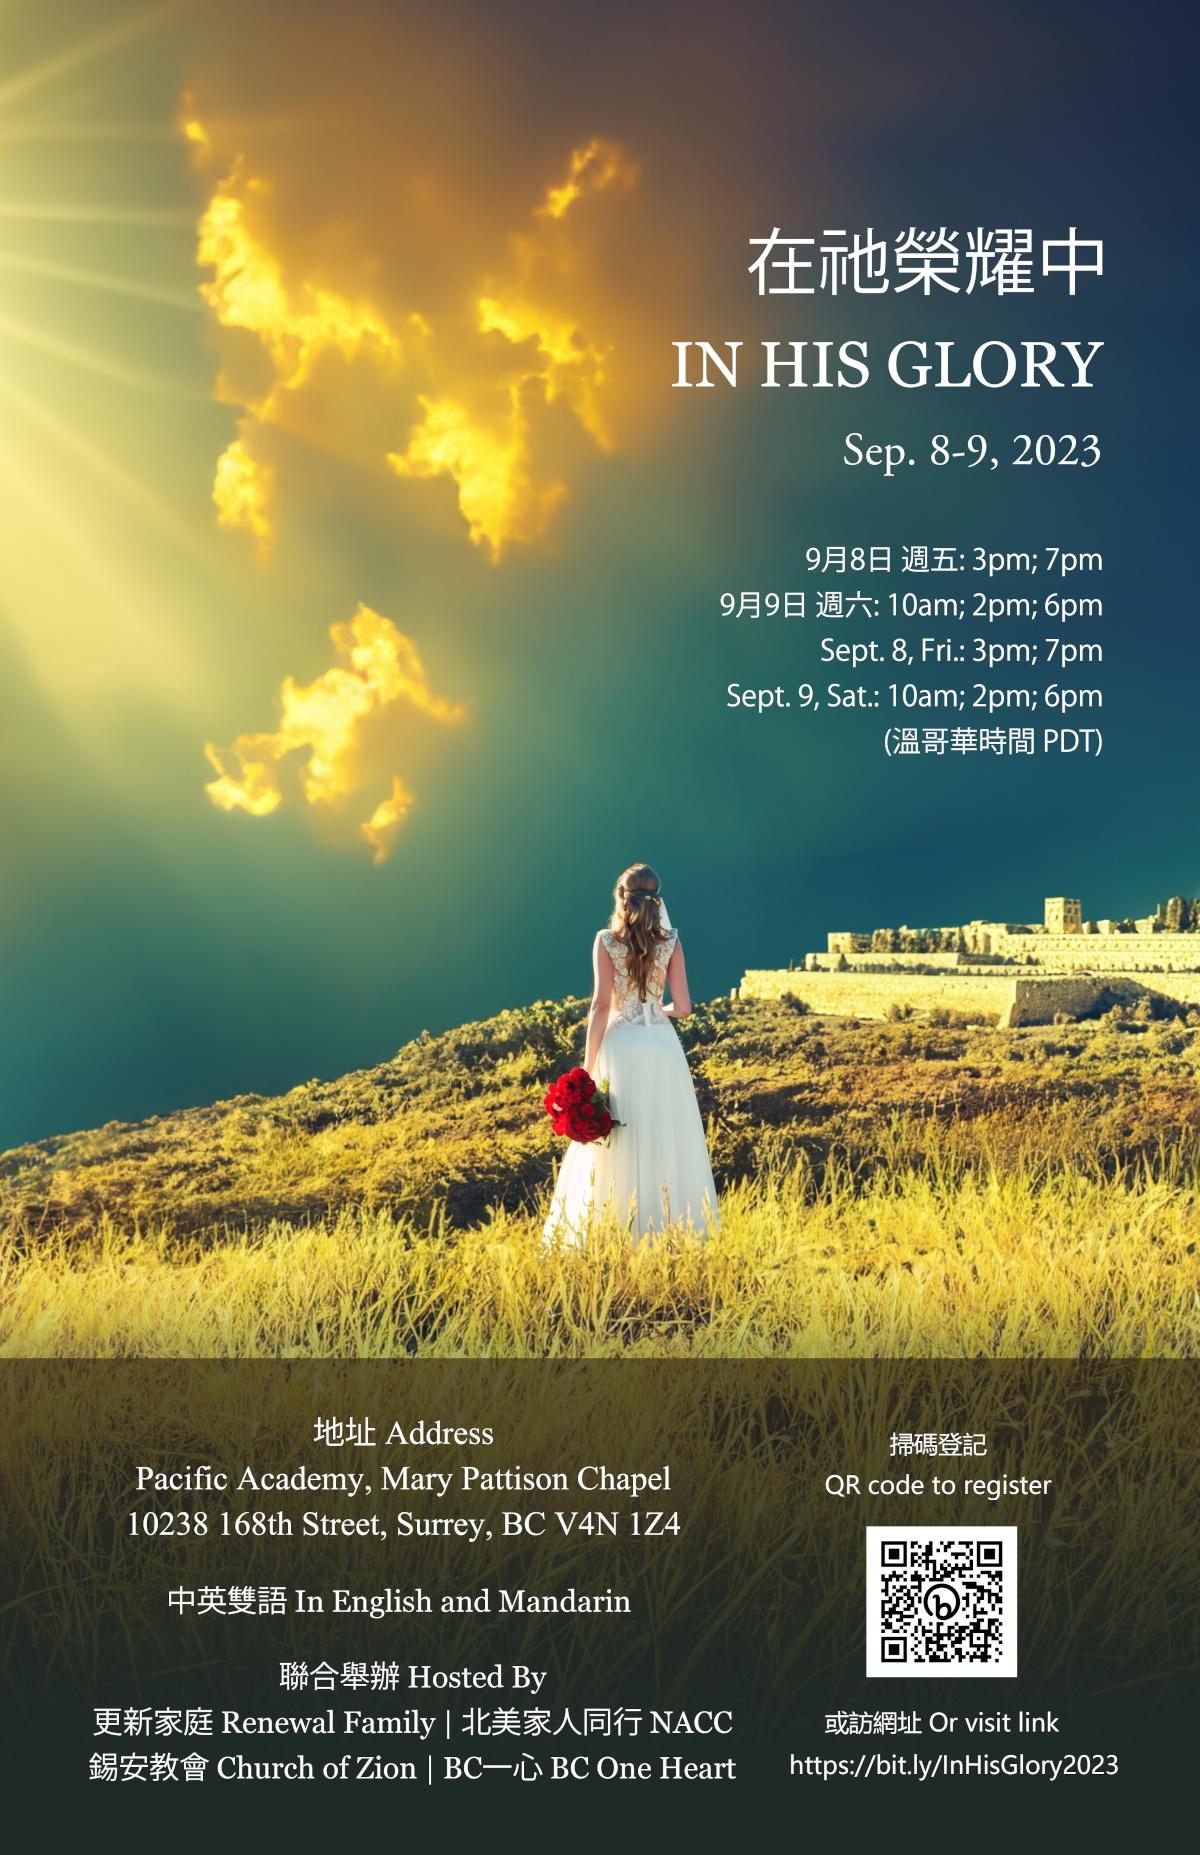 在祂榮耀中
IN HIS GLORY
Sep. 8-9, 2023
9月8日 週五: 3pm; 7pm
9月9日 週六: 10am; 2pm; 6pm
Sept. 8, Fri.: 3pm; 7pm
Sept. 9, Sat.: 10am; 2pm; 6pm
(溫哥華時間 PDT)
地址 Address
Pacific Academy, Mary Pattison Chapel
10238 168th Street, Surrey, BC V4N 1Z4
中英雙語 In English and Mandarin
聯合舉辦 Hosted By
更新家庭 Renewal Family | 北美家人同行 NACC
錫安教會 Church of Zion | BC一心 BC One Heart
掃碼登記
QR code to register
或訪網址 Or visit link
https://bit.ly/InHisGlory2023